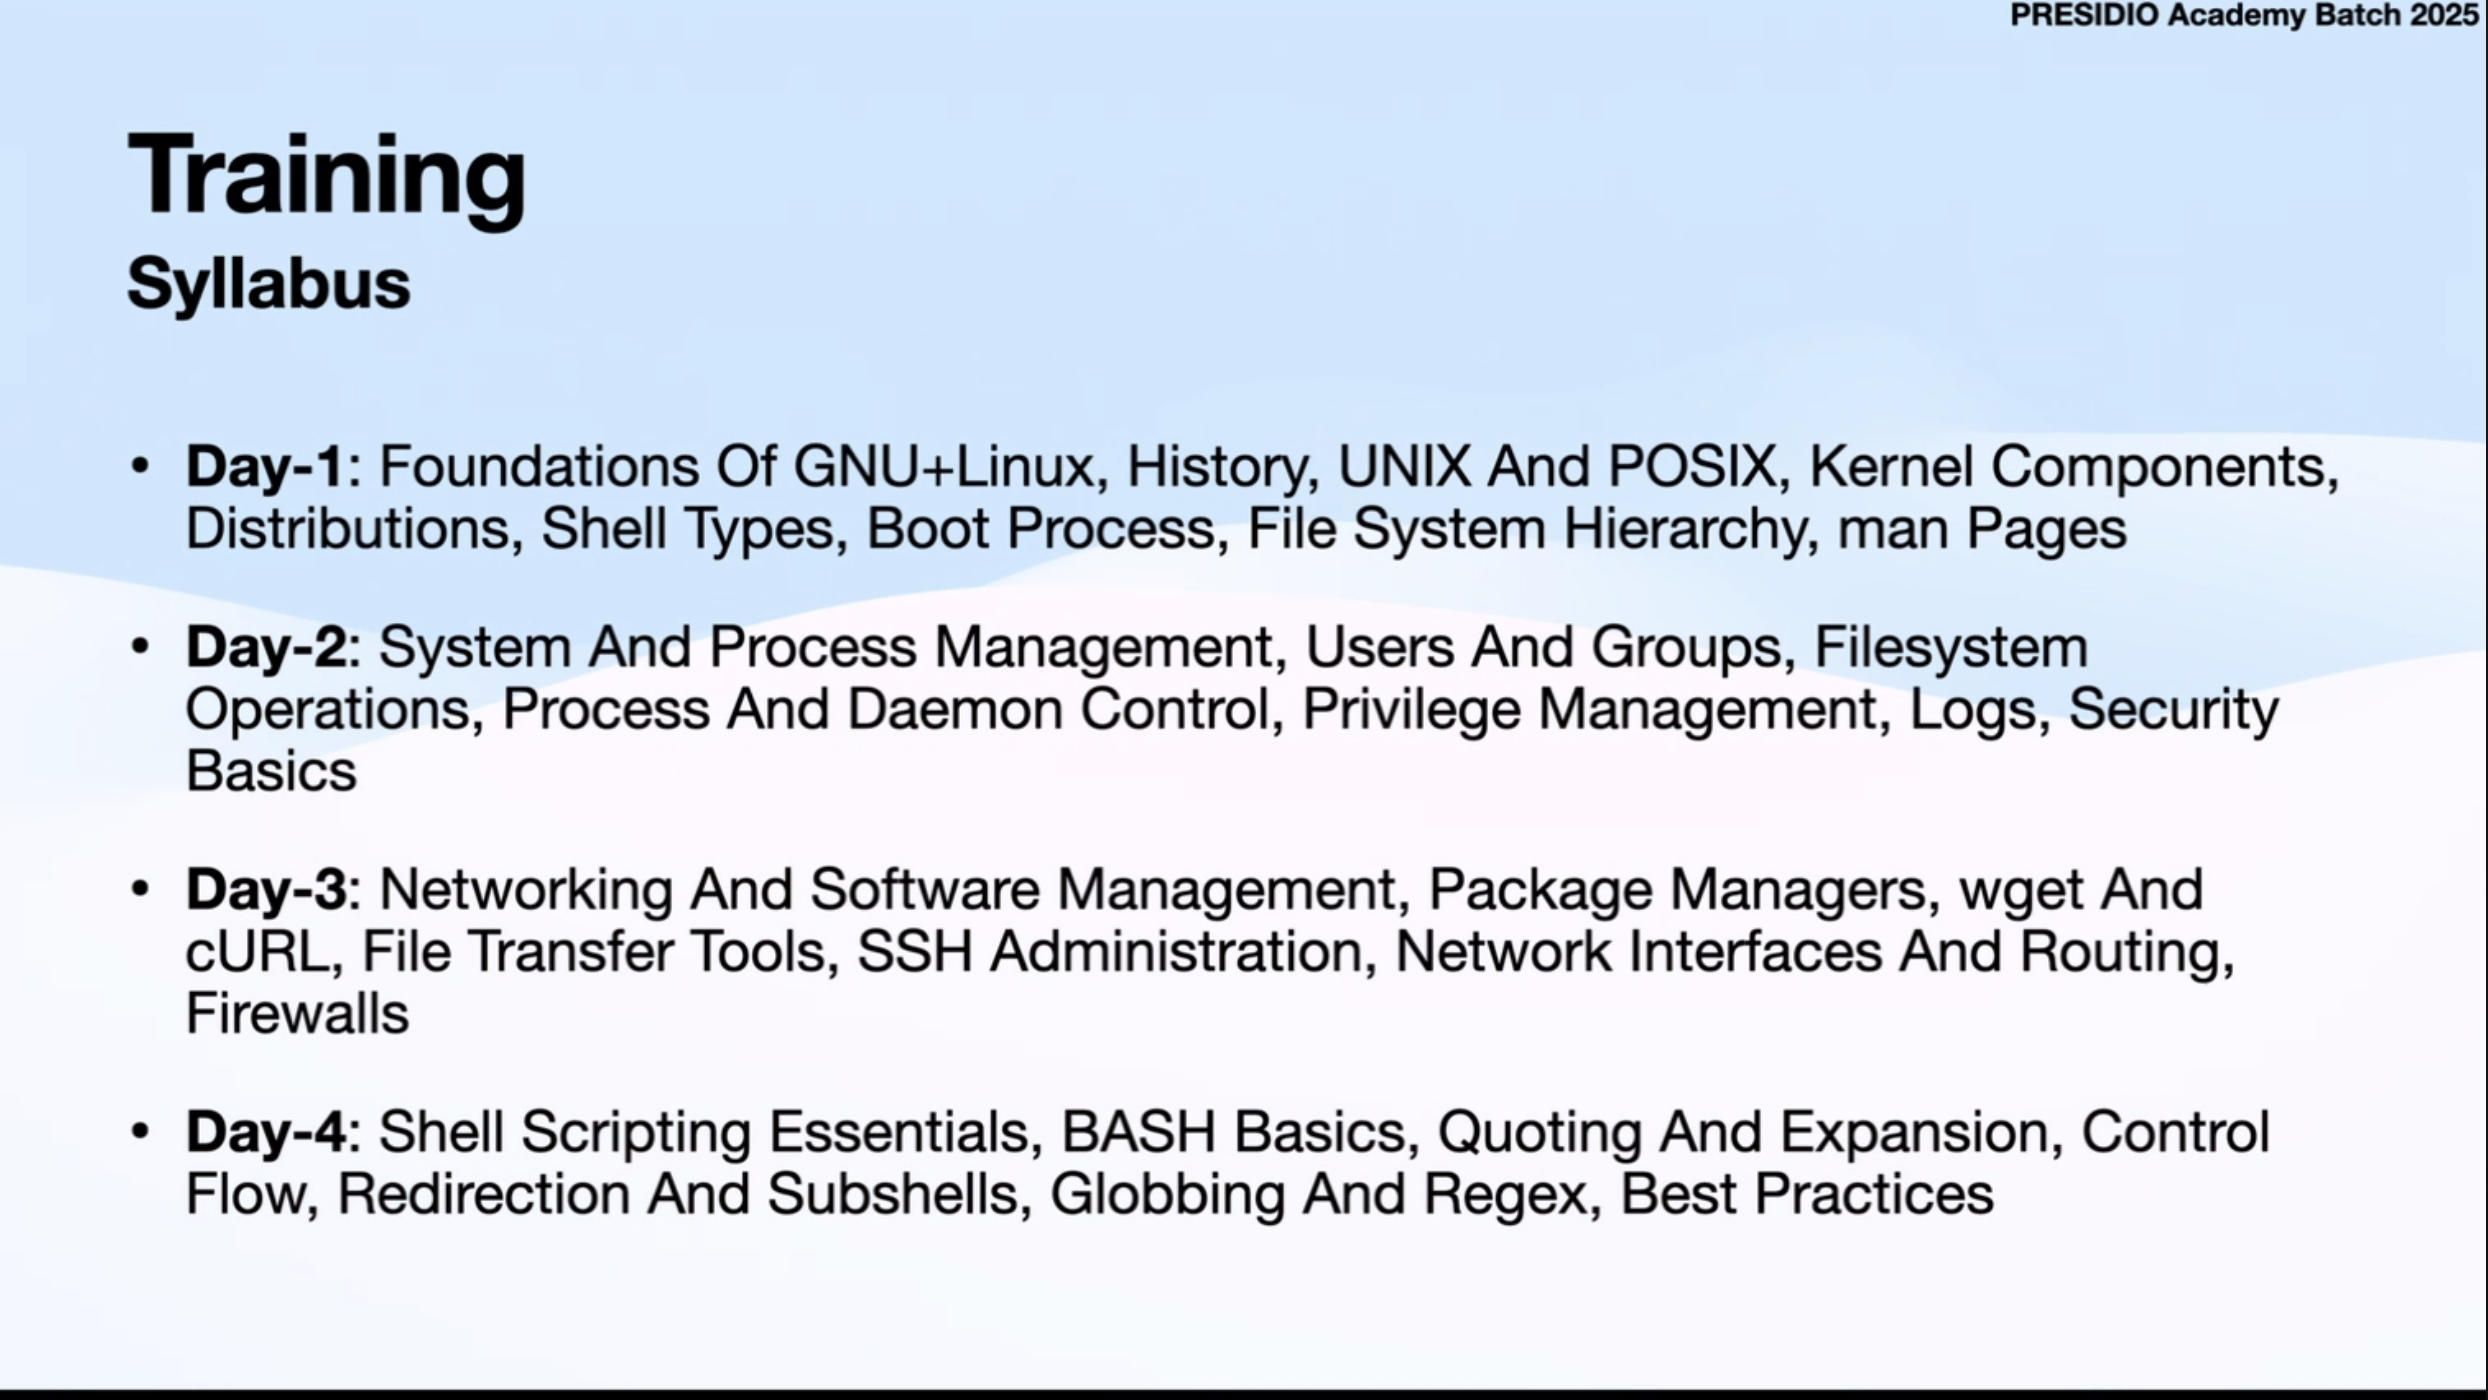 PRESIDIO Academy Batch 2025
Training
Syllabus
• Day-1: Foundations Of GNU+Linux, History, UNIX And POSIX, Kernel Components,
Distributions, Shell Types, Boot Process, File System Hierarchy, man Pages
• Day-2: System And Process Management, Users And Groups, Filesystem
Operations, Process And Daemon Control, Privilege Management, Logs, Security
Basics
• Day-3: Networking And Software Management, Package Managers, wget And
cURL, File Transfer Tools, SSH Administration, Network Interfaces And Routing,
Firewalls
• Day-4: Shell Scripting Essentials, BASH Basics, Quoting And Expansion, Control
Flow, Redirection And Subshells, Globbing And Regex, Best Practices